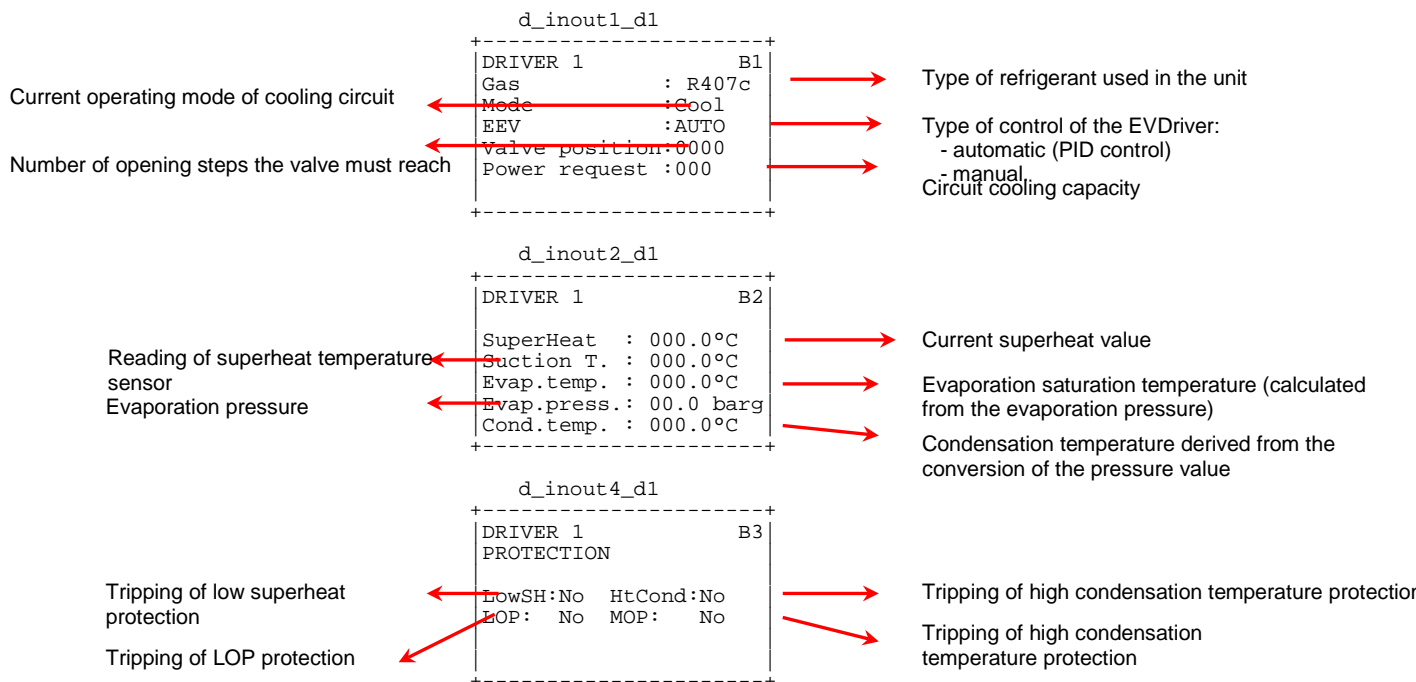 d_inout1_d1
+----------------------+
|DRIVER 1 B1|
Gas : R407c
Mode :Cool
EEV :AUTO
Valve position:0000
Power request :000
+----------------------+
Current operating mode of cooling circuit
Number of opening steps the valve must reach
Type of refrigerant used in the unit
Type of control of the EVDriver:
- automatic (PID control)
- manual
Circuit cooling capacity
d_inout2_d1
+----------------------+
|DRIVER 1 B2|
SuperHeat : 000.0°C
Suction T. : 000.0°C
Evap.temp. : 000.0°C
Evap.press.: 00.0 barg
Cond.temp. : 000.0°C
+----------------------+
Reading of superheat temperature
sensor
Evaporation pressure
Current superheat value
Evaporation saturation temperature (calculated
from the evaporation pressure)
Condensation temperature derived from the
conversion of the pressure value
d_inout4_d1
+----------------------+
|DRIVER 1 B3|
|PROTECTION
LowSH:No HtCond:No
LOP: No MOP: No
+----------------------+
Tripping of low superheat
protection
Tripping of LOP protection
Tripping of high condensation temperature protection
Tripping of high condensation
temperature protection